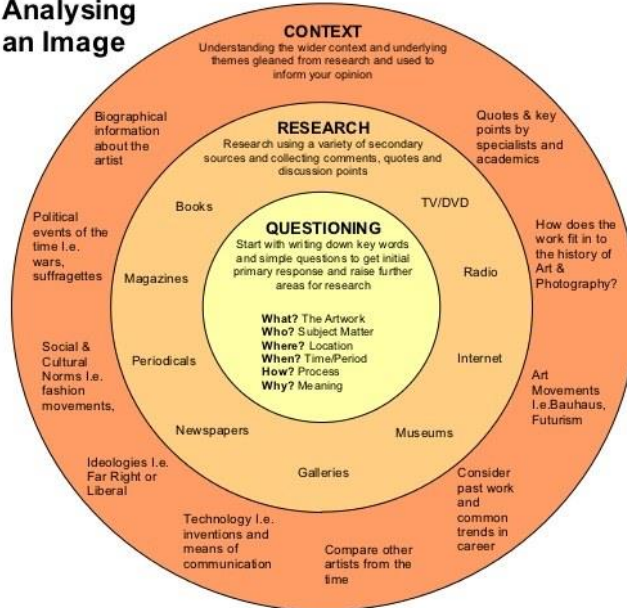 Analysing
an Image
CONTEXT
Understanding the wider context and underlying
themes gleaned from research and used to
inform your opinion
Biographical
information
about the
artist
Quotes & key
points by
specialists and
academics
Political
events of the
time I.e.
wars,
suffragettes
How does the
work fit in to
the history of
Art &
Photography?
Social &
Cultural
Norms I.e.
fashion
movements,
Art
Movements
I.e.Bauhaus,
Futurism
Ideologies I.e.
Far Right or
Liberal
Consider
past work
and
common
trends in
career
Technology I.e.
inventions and
means of
communication
Compare other
artists from the
time
RESEARCH
Research using a variety of secondary
sources and collecting comments, quotes and
discussion points
Books
TV/DVD
Magazines
Radio
Periodicals
Internet
Newspapers
Museums
Galleries
QUESTIONING
Start with writing down key words
and simple questions to get initial
primary response and raise further
areas for research
What? The Artwork
Who? Subject Matter
Where? Location
When? Time/Period
How? Process
Why? Meaning